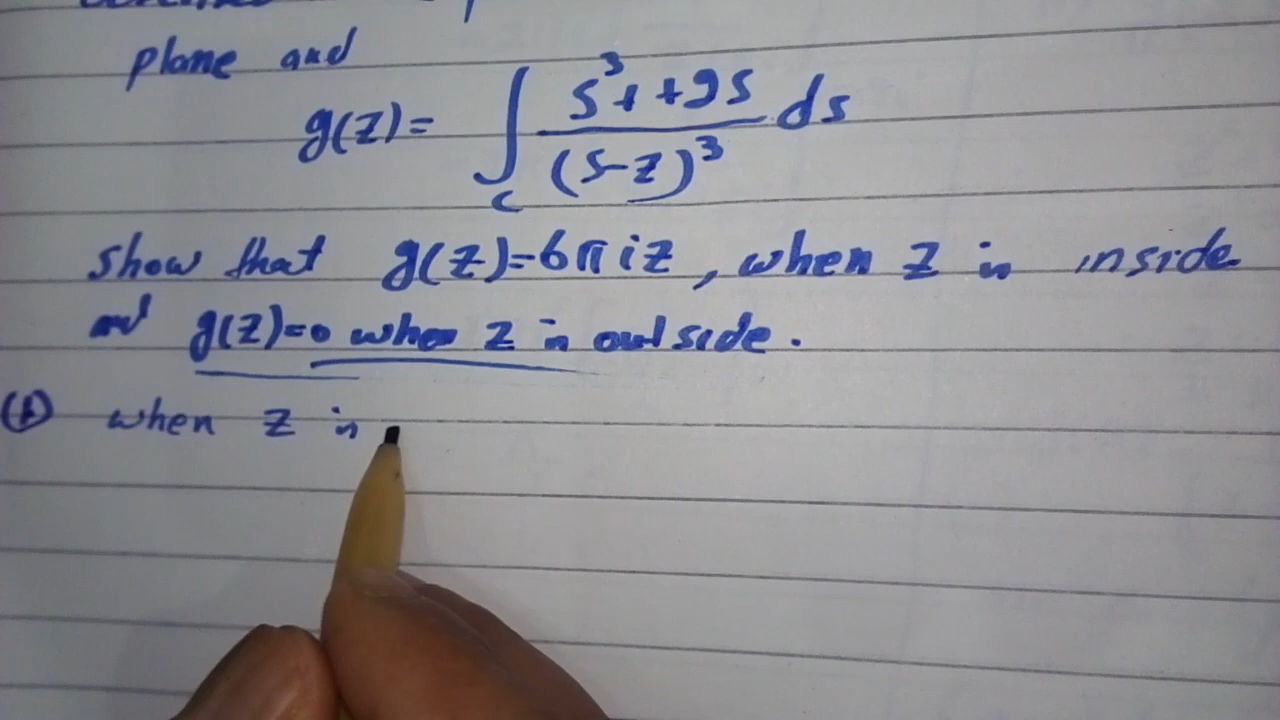 plane and
g(z)= ∫_C (s³+ +2s)/(s-z)³ ds
show that g(z)=6πiz, when z is inside
and g(z)=0 when z is outside.
(1) when z is